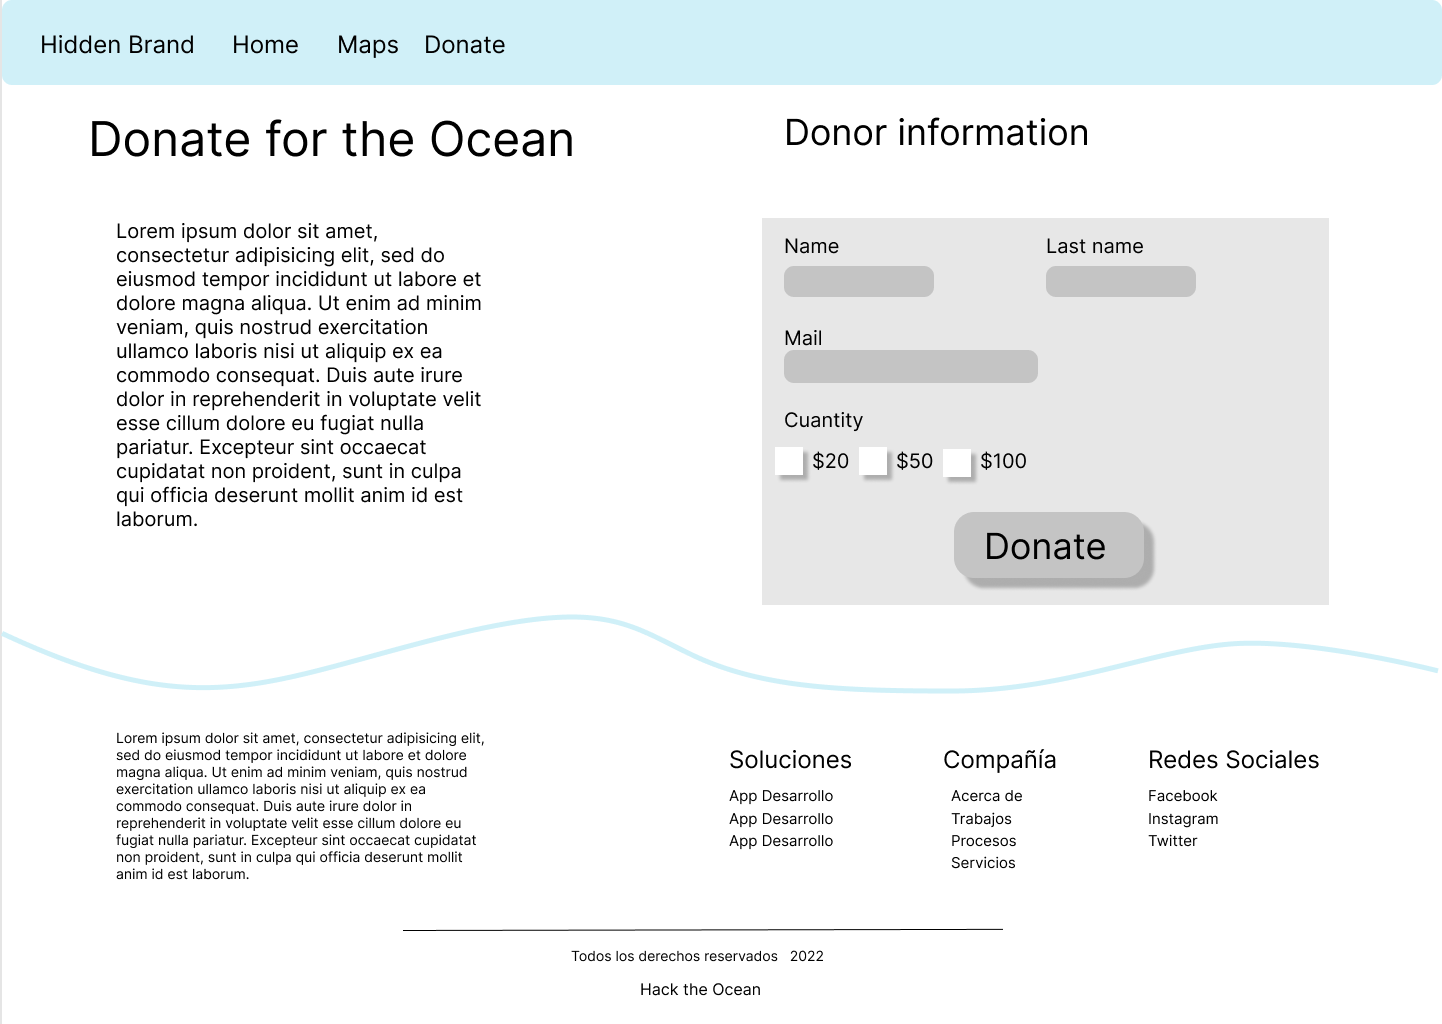 Hidden Brand Home Maps Donate
Donate for the Ocean
Lorem ipsum dolor sit amet,
consectetur adipisicing elit, sed do
eiusmod tempor incididunt ut labore et
dolore magna aliqua. Ut enim ad minim
veniam, quis nostrud exercitation
ullamco laboris nisi ut aliquip ex ea
commodo consequat. Duis aute irure
dolor in reprehenderit in voluptate velit
esse cillum dolore eu fugiat nulla
pariatur. Excepteur sint occaecat
cupidatat non proident, sunt in culpa
qui officia deserunt mollit anim id est
laborum.
Donor information
Name Last name
Mail
Cuantity
$20 $50 $100
Donate
Lorem ipsum dolor sit amet, consectetur adipisicing elit,
sed do eiusmod tempor incididunt ut labore et dolore
magna aliqua. Ut enim ad minim veniam, quis nostrud
exercitation ullamco laboris nisi ut aliquip ex ea
commodo consequat. Duis aute irure dolor in
reprehenderit in voluptate velit esse cillum dolore eu
fugiat nulla pariatur. Excepteur sint occaecat cupidatat
non proident, sunt in culpa qui officia deserunt mollit
anim id est laborum.
Soluciones
App Desarrollo
App Desarrollo
App Desarrollo
Compañía
Acerca de
Trabajos
Procesos
Servicios
Redes Sociales
Facebook
Instagram
Twitter
Todos los derechos reservados 2022
Hack the Ocean